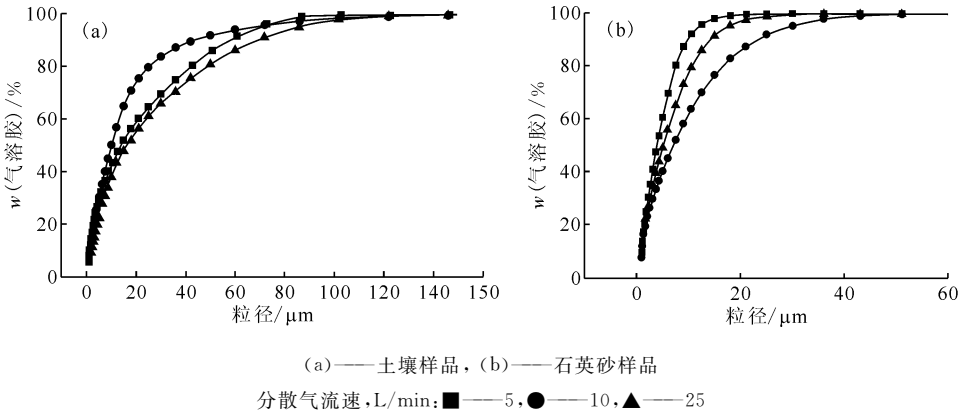 (a)
(b)
w(气溶胶)/%
100
80
60
40
20
0
0 20 40 60 80 100 120 150
粒径/μm
w(气溶胶)/%
100
80
60
40
20
0
0 20 40 60
粒径/μm
(a)——土壤样品,(b)——石英砂样品
分散气流速,L/min:■——5,●——10,▲——25